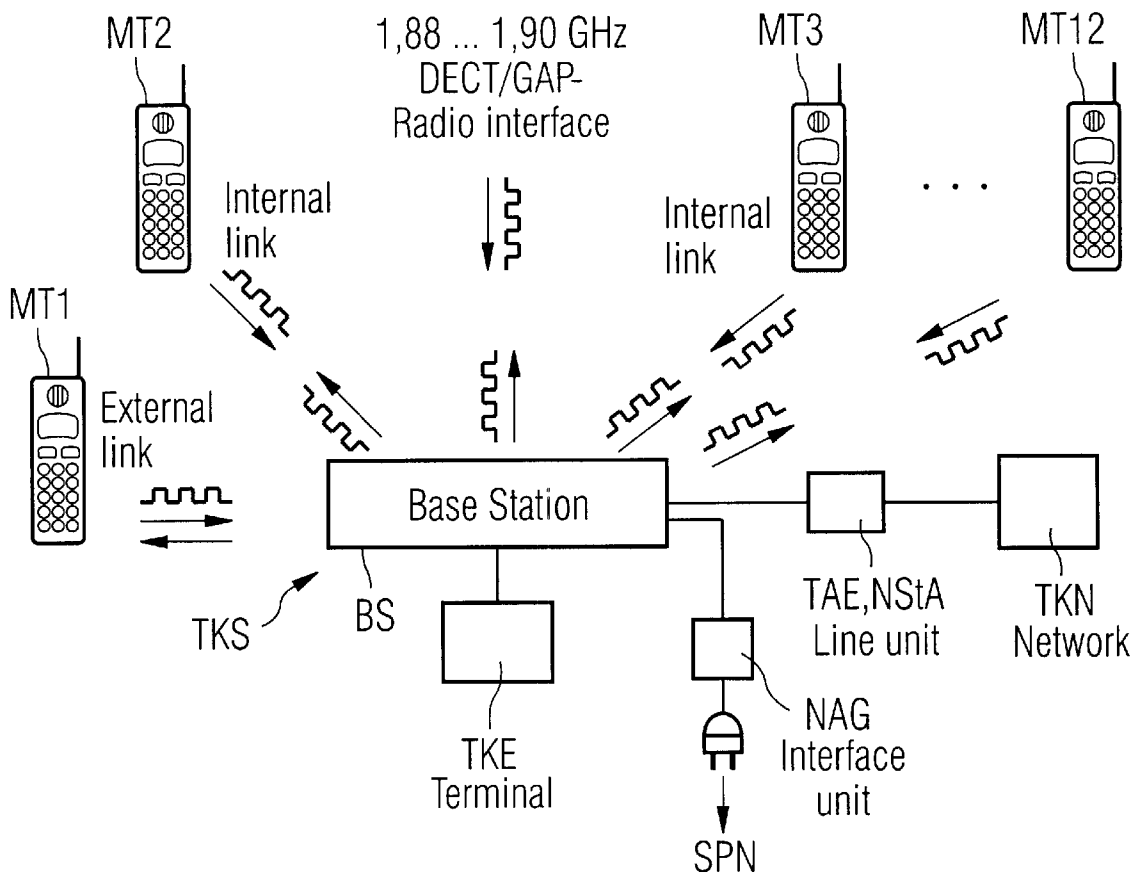 MT2
1,88 ... 1,90 GHz
DECT/GAP-
Radio interface
MT3
MT12
Internal
link
Internal
link
. . .
MT1
External
link
Base Station
TKS
BS
TAE,NStA
Line unit
TKN
Network
TKE
Terminal
NAG
Interface
unit
SPN